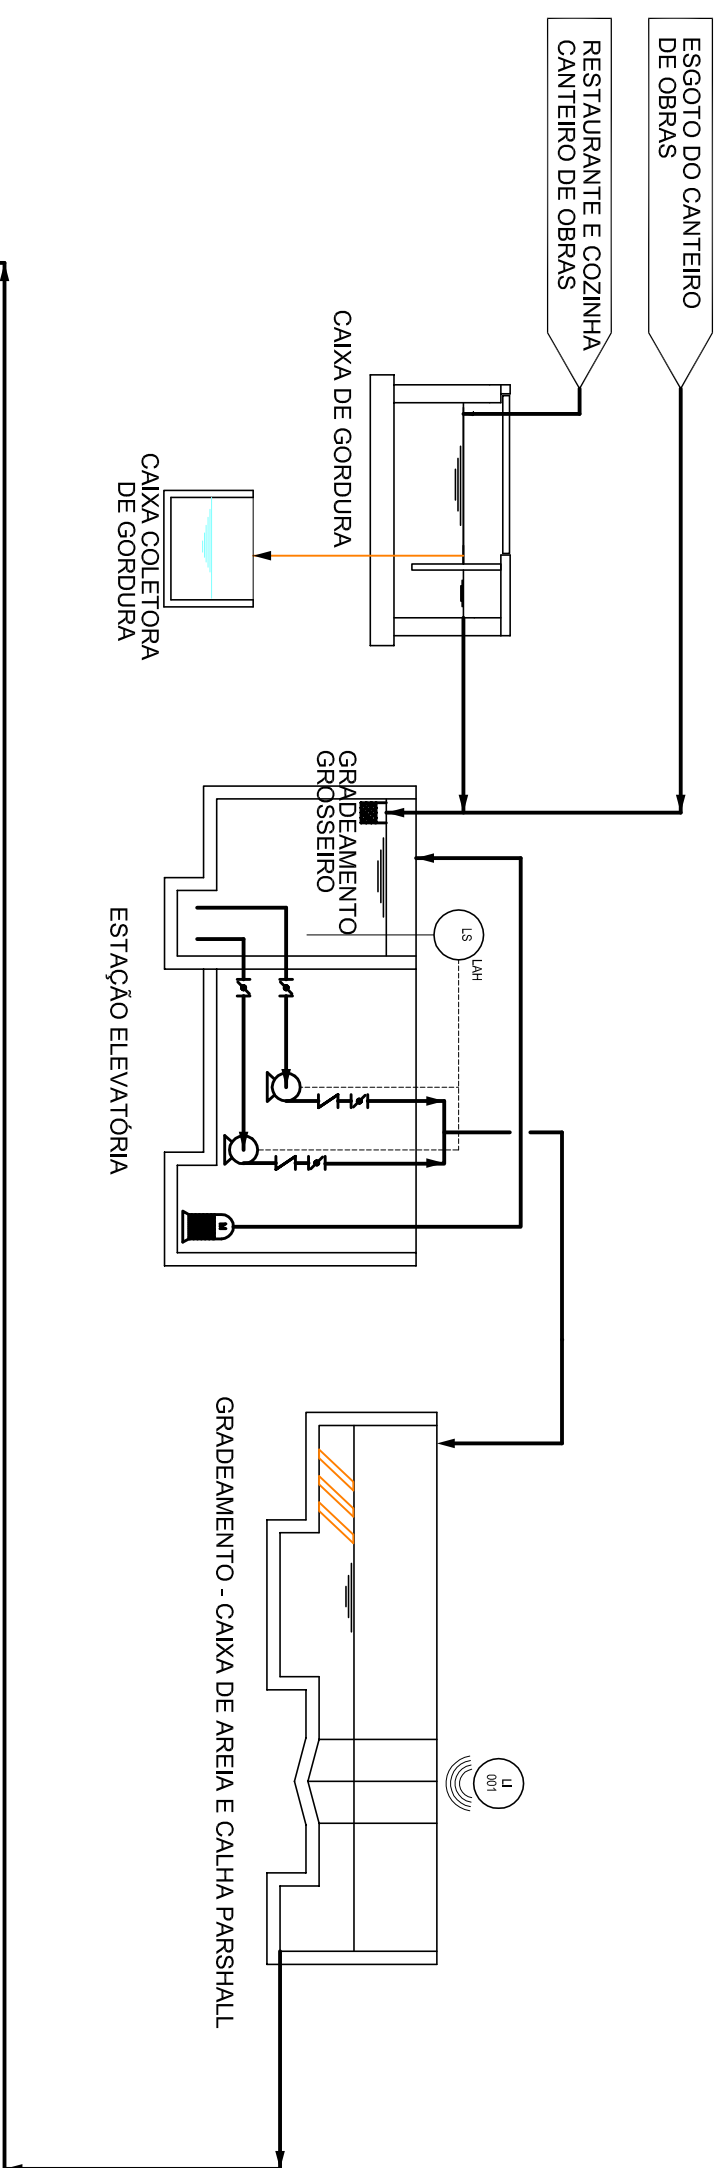 ESGOTO DO CANTEIRO
DE OBRAS
RESTAURANTE E COZINHA
CANTEIRO DE OBRAS
CAIXA DE GORDURA
CAIXA COLETORA
DE GORDURA
GRADEAMENTO
GROSSEIRO
LS
LAH
M
ESTAÇÃO ELEVATÓRIA
LI
001
GRADEAMENTO - CAIXA DE AREIA E CALHA PARSHALL